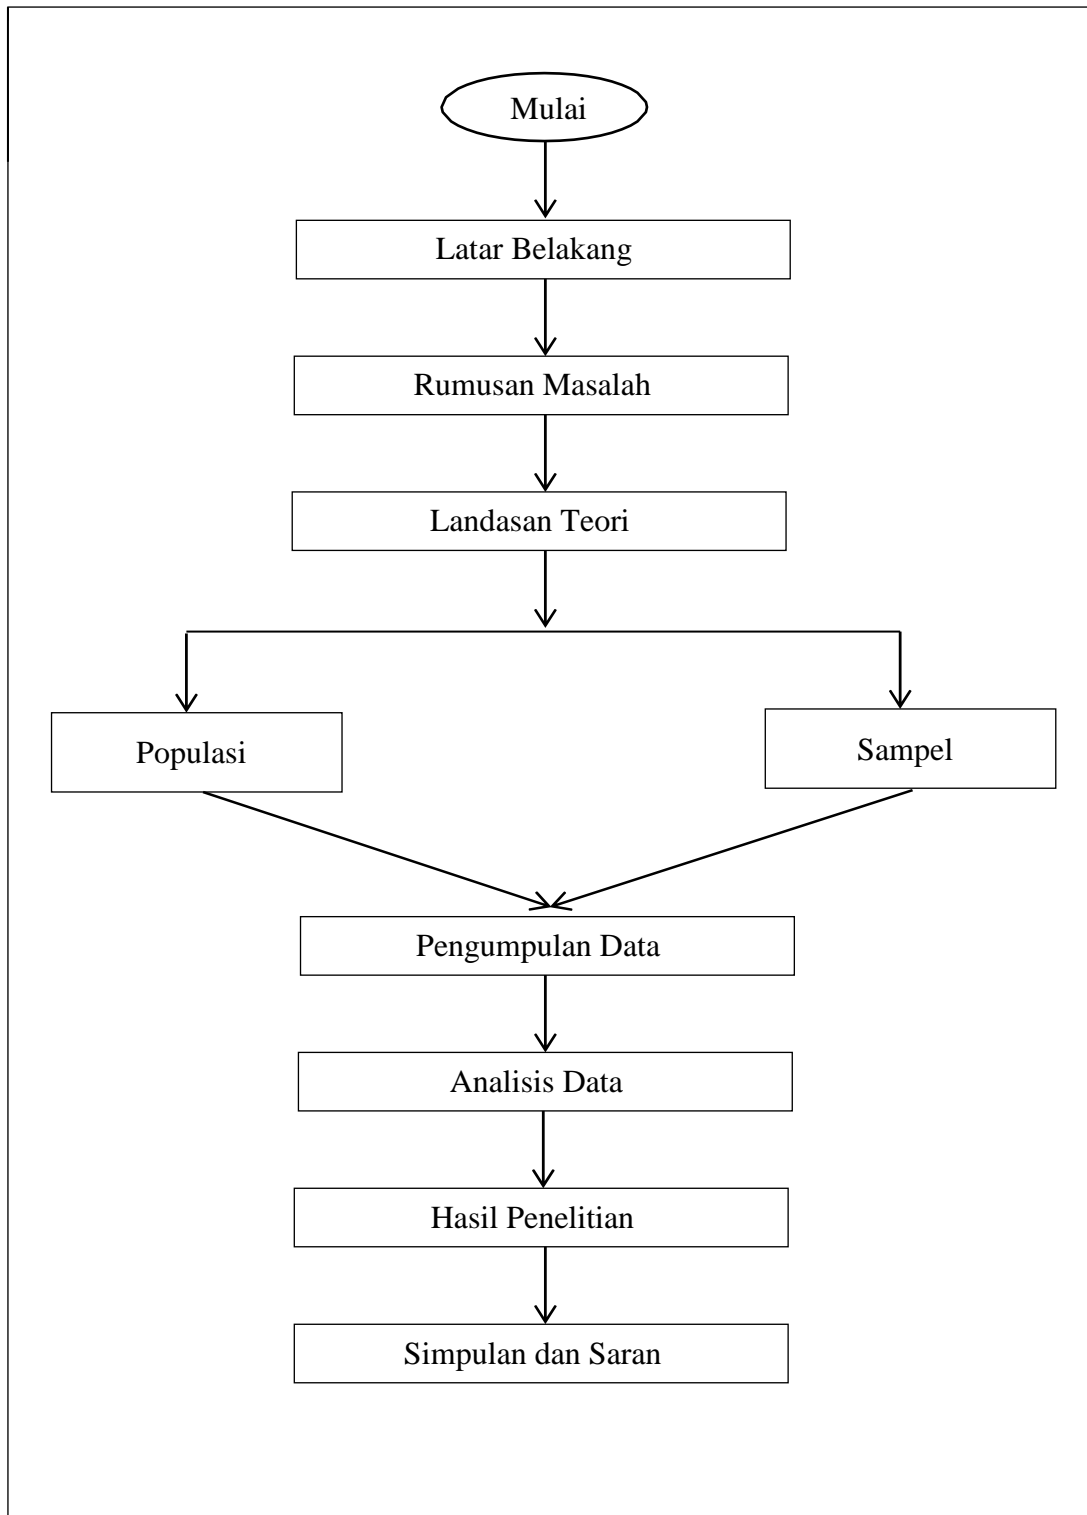 Mulai
Latar Belakang
Rumusan Masalah
Landasan Teori
Populasi
Sampel
Pengumpulan Data
Analisis Data
Hasil Penelitian
Simpulan dan Saran